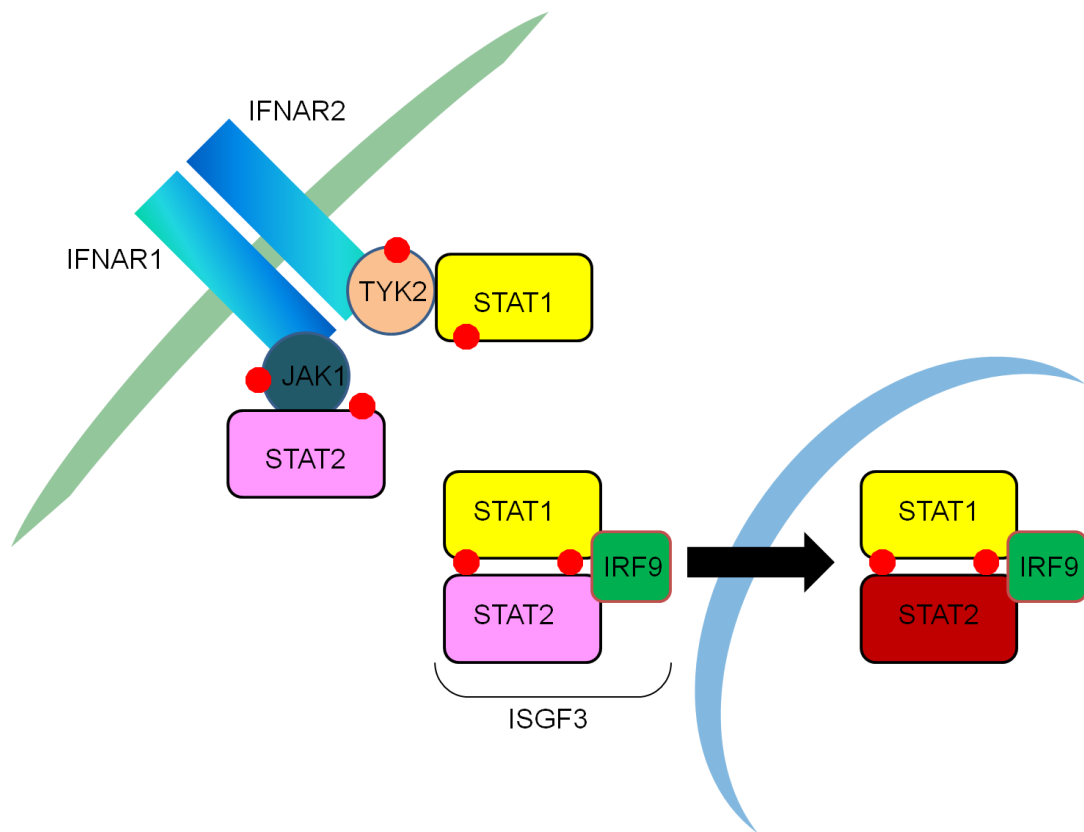 IFNAR2
IFNAR1
TYK2
STAT1
JAK1
STAT2
STAT1
IRF9
STAT2
ISGF3
STAT1
IRF9
STAT2